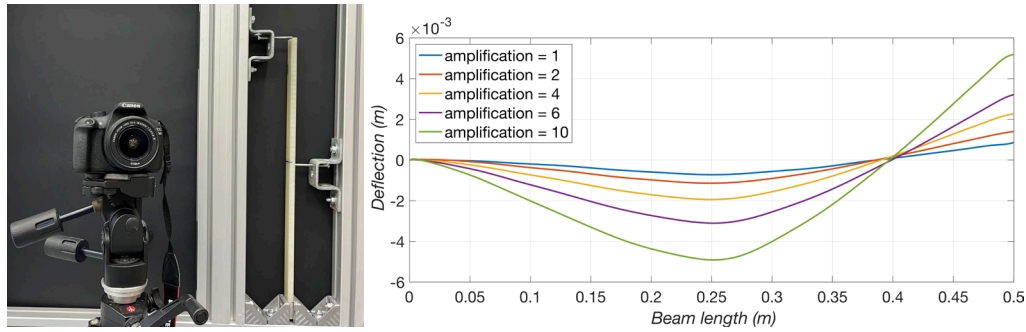 Canon
×10⁻³
6
4
2
0
-2
-4
-6
Deflection (m)
amplification = 1
amplification = 2
amplification = 4
amplification = 6
amplification = 10
0 0.05 0.1 0.15 0.2 0.25 0.3 0.35 0.4 0.45 0.5
Beam length (m)